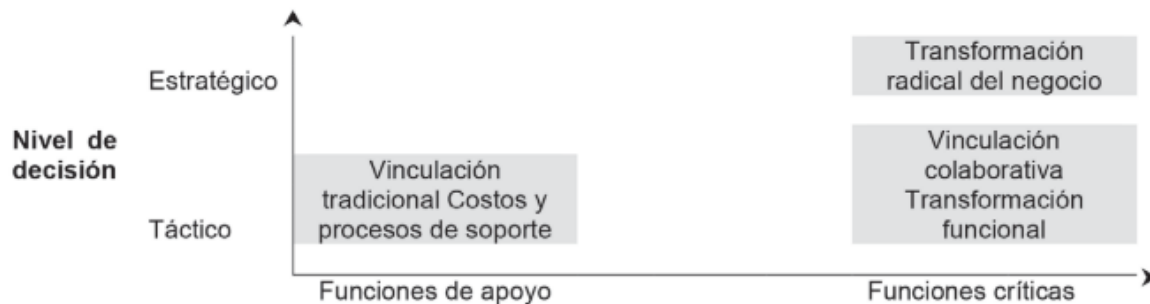 Transformación
radical del negocio
Estratégico
Nivel de
decisión
Vinculación
colaborativa
Transformación
funcional
Vinculación
tradicional Costos y
procesos de soporte
Táctico
Funciones de apoyo
Funciones críticas